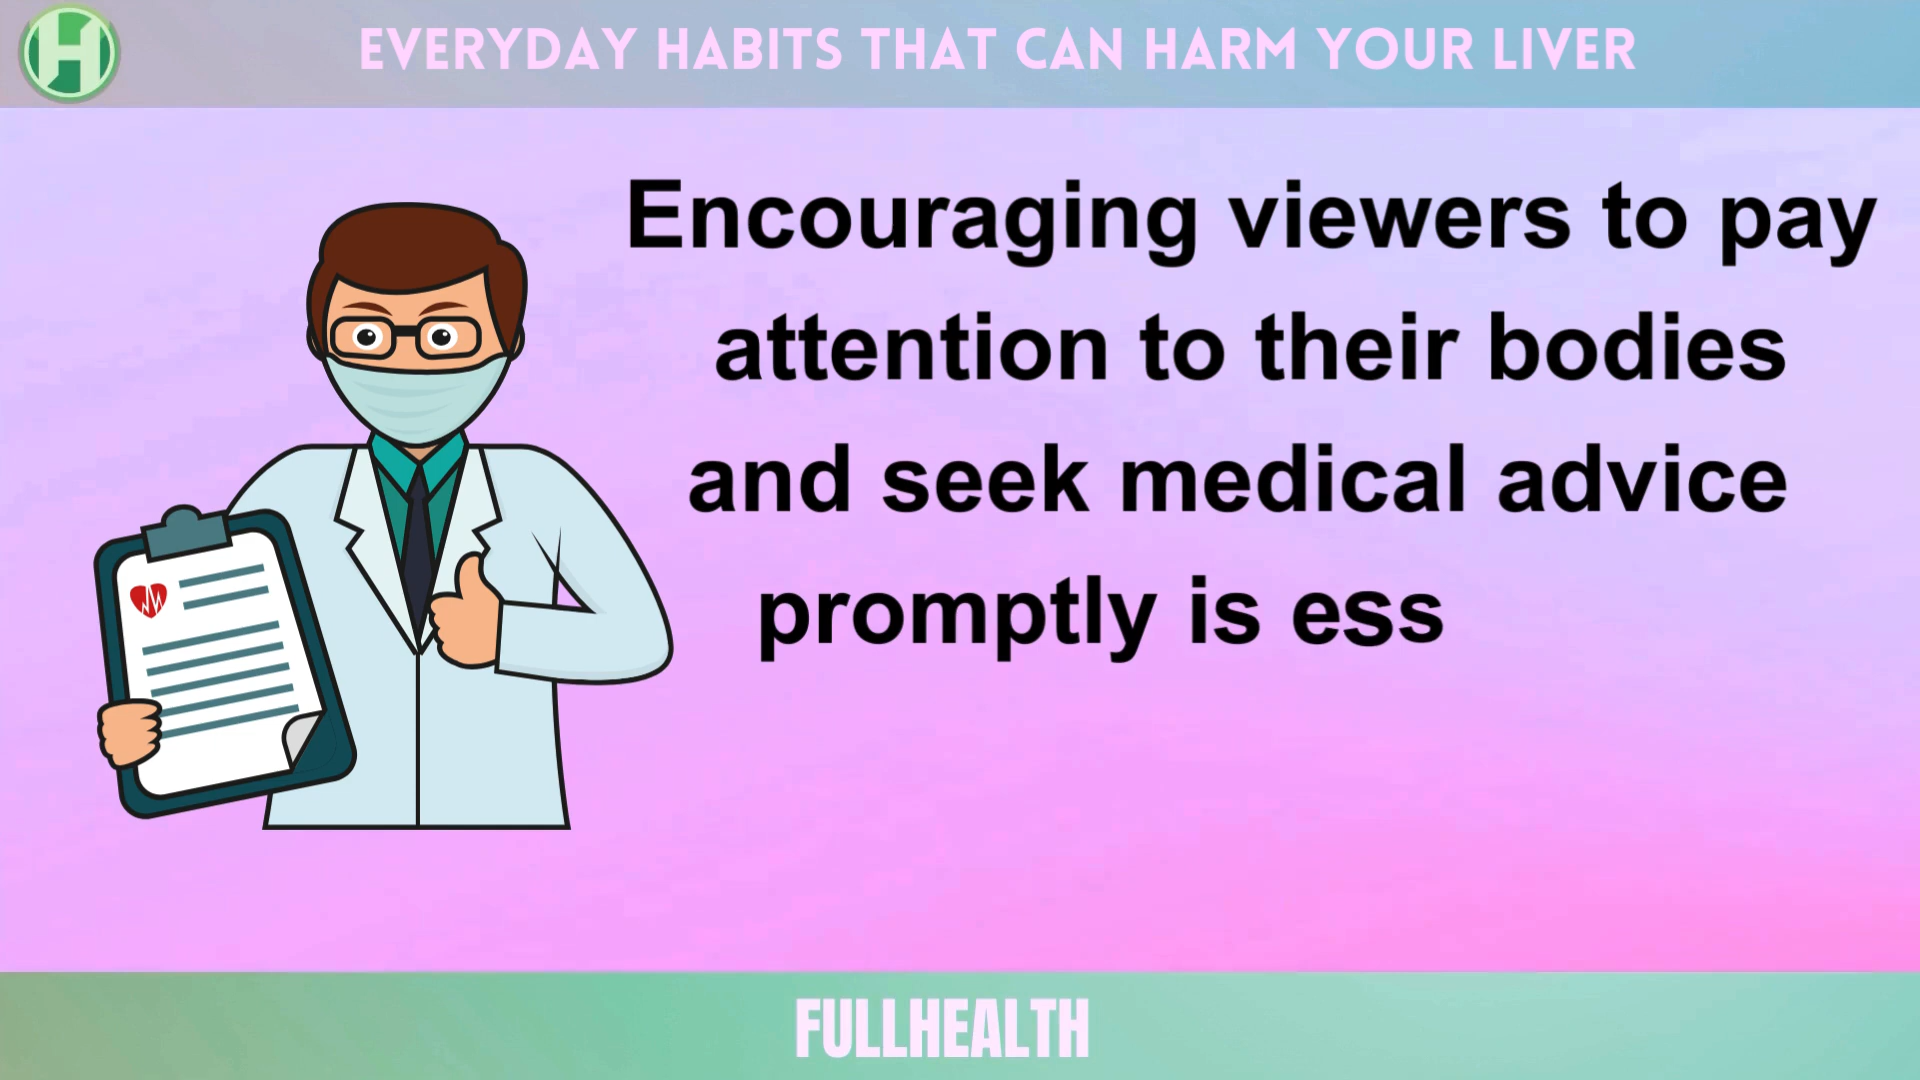 H
EVERYDAY HABITS THAT CAN HARM YOUR LIVER
Encouraging viewers to pay
attention to their bodies
and seek medical advice
promptly is ess
FULLHEALTH